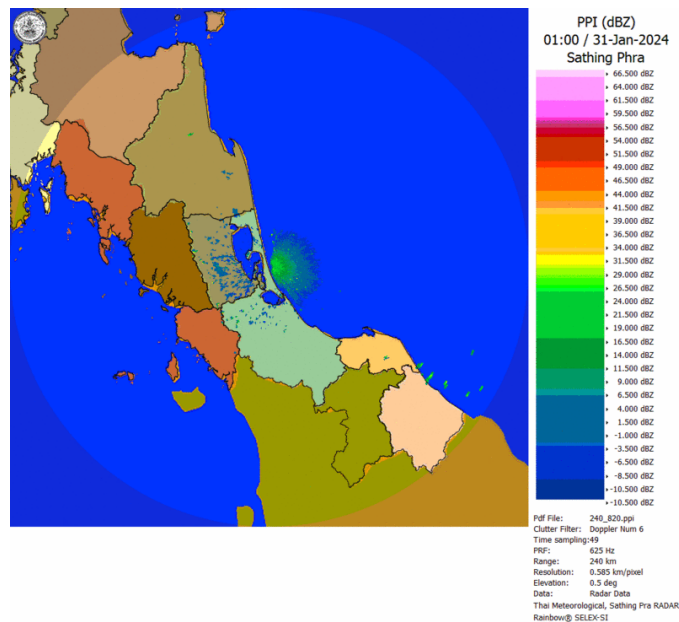 PPI (dBZ)
01:00 / 31-Jan-2024
Sathing Phra
66.500 dBZ
64.000 dBZ
61.500 dBZ
59.500 dBZ
56.500 dBZ
54.000 dBZ
51.500 dBZ
49.000 dBZ
46.500 dBZ
44.000 dBZ
41.500 dBZ
39.000 dBZ
36.500 dBZ
34.000 dBZ
31.500 dBZ
29.000 dBZ
26.500 dBZ
24.000 dBZ
21.500 dBZ
19.000 dBZ
16.500 dBZ
14.000 dBZ
11.500 dBZ
9.000 dBZ
6.500 dBZ
4.000 dBZ
1.500 dBZ
-1.000 dBZ
-3.000 dBZ
-6.000 dBZ
-8.500 dBZ
-10.500 dBZ
-10.500 dBZ
Pdf File: 240_820.ppi
Clutter Filter: Doppler Num 6
Time sampling:49
PRF: 625 Hz
Range: 240 km
Resolution: 0.585 km/pixel
Elevation: 0.5 deg
Data: Radar Data
Thai Meteorological, Sathing Pra RADAR
Rainbow® SELEX-SI